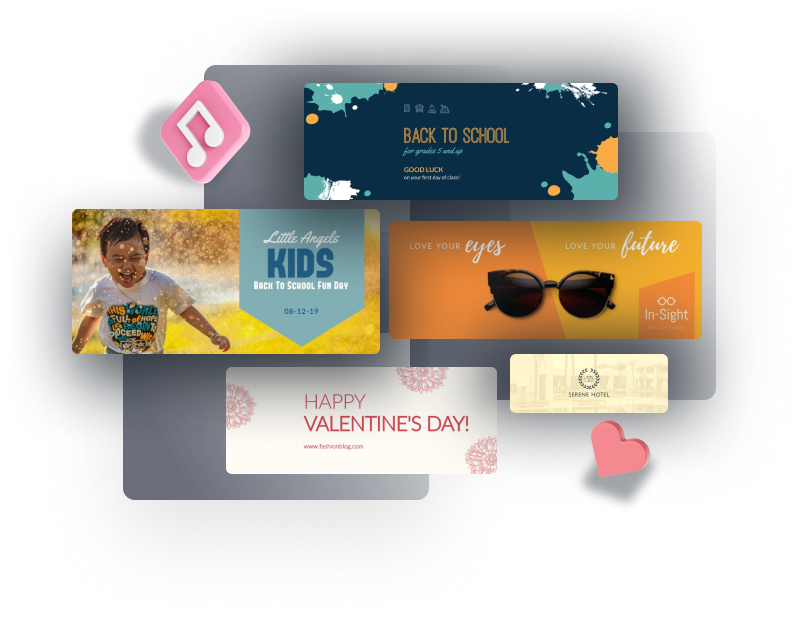 BACK TO SCHOOL
for grades 5 and up
GOOD LUCK
on your first day of class!
Little Angels
KIDS
BACK TO SCHOOL FUN DAY
08-12-19
LOVE YOUR eyes
LOVE YOUR future
In-Sight
SERENE HOTEL
HAPPY
VALENTINE'S DAY!
www.fashionblog.com